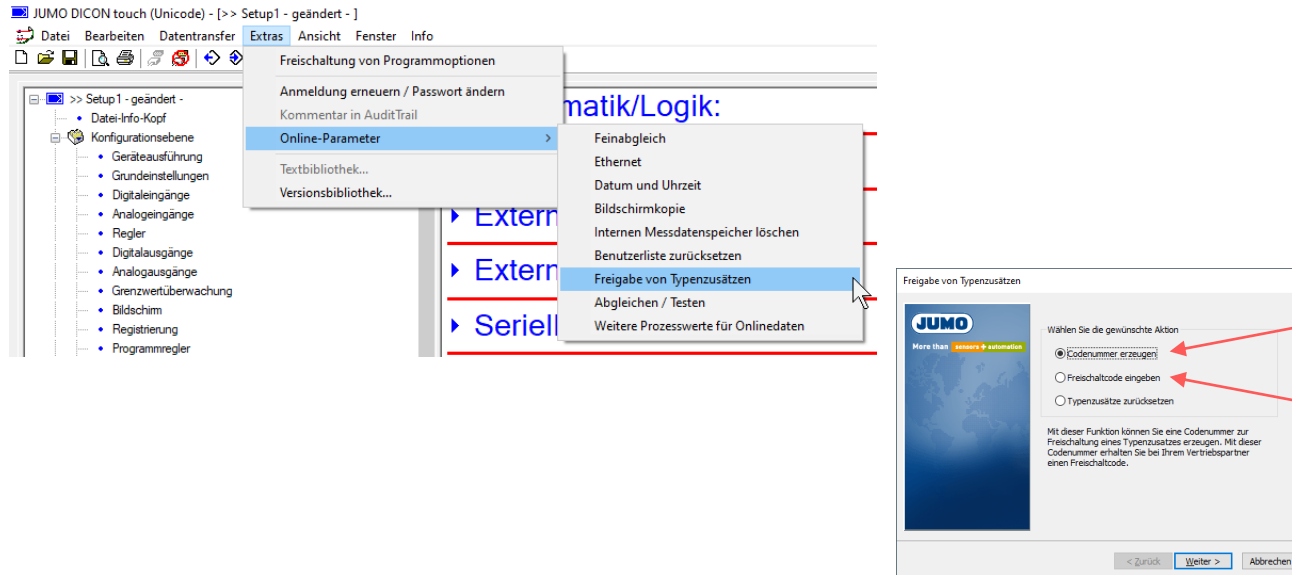 JUMO DICON touch (Unicode) - [>> Setup1 - geändert - ]
Datei Bearbeiten Datentransfer Extras Ansicht Fenster Info
Freischaltung von Programmoptionen
Anmeldung erneuern / Passwort ändern
Kommentar in AuditTrail
Online-Parameter
Textbibliothek...
Versionsbibliothek...
>> Setup1 - geändert -
Datei-Info-Kopf
Konfigurationsebene
Geräteausführung
Grundeinstellungen
Digitaleingänge
Analogeingänge
Regler
Digitalausgänge
Analogausgänge
Grenzwertüberwachung
Bildschirm
Registrierung
Programmregler
matik/Logik:
Extern
Extern
Seriell
Feinabgleich
Ethernet
Datum und Uhrzeit
Bildschirmkopie
Internen Messdatenspeicher löschen
Benutzerliste zurücksetzen
Freigabe von Typenzusätzen
Abgleichen / Testen
Weitere Prozesswerte für Onlinedaten
Freigabe von Typenzusätzen
JUMO
More than sensors + automation
Wählen Sie die gewünschte Aktion
Codenummer erzeugen
Freischaltcode eingeben
Typenzusätze zurücksetzen
Mit dieser Funktion können Sie eine Codenummer zur
Freischaltung eines Typenzusatzes erzeugen. Mit dieser
Codenummer erhalten Sie bei Ihrem Vertriebspartner
einen Freischaltcode.
< Zurück Weiter > Abbrechen